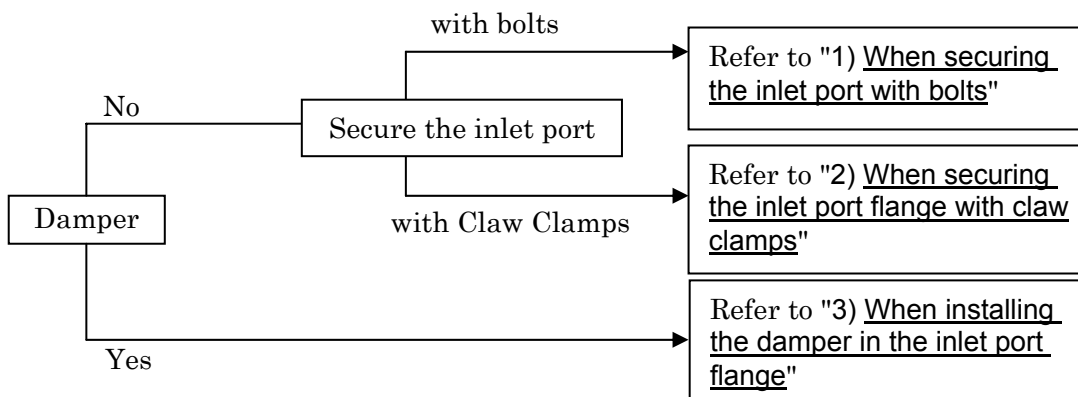 with bolts
Refer to "1) When securing
the inlet port with bolts"
No
Secure the inlet port
Refer to "2) When securing
the inlet port flange with claw
clamps"
Damper
with Claw Clamps
Refer to "3) When installing
the damper in the inlet port
flange"
Yes